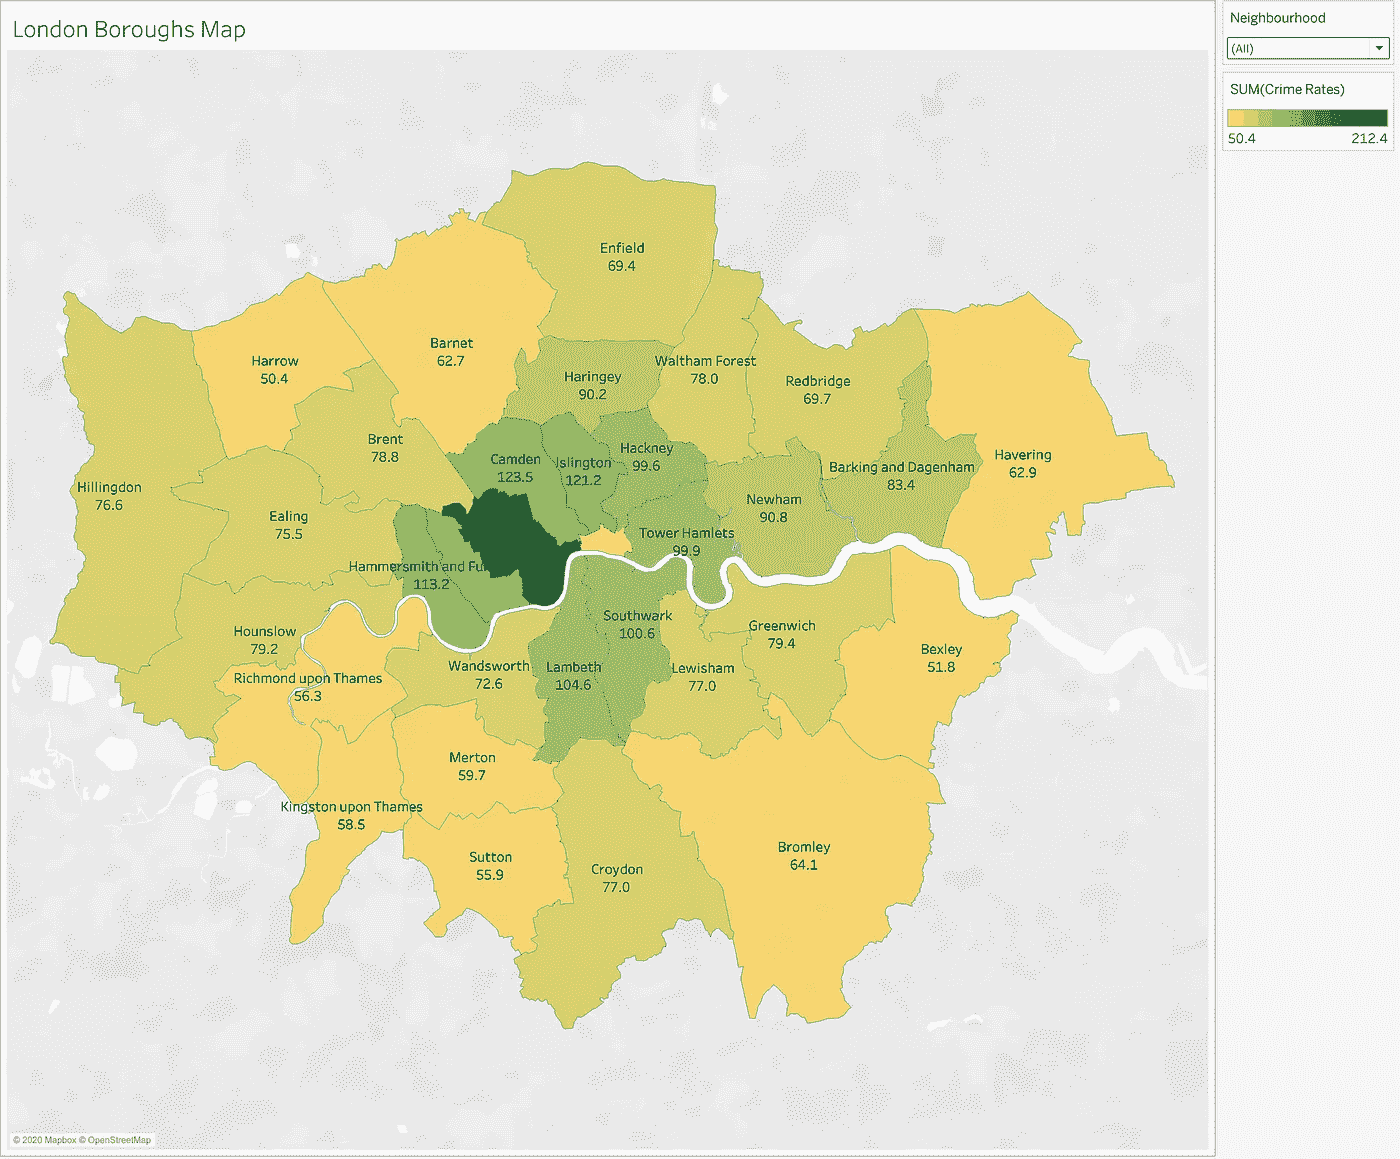 London Boroughs Map
Neighbourhood
(All)
SUM(Crime Rates)
50.4
212.4
Enfield
69.4
Barnet
62.7
Harrow
50.4
Waltham Forest
78.0
Haringey
90.2
Redbridge
69.7
Brent
78.8
Hackney
99.6
Camden
123.5
Islington
121.2
Havering
62.9
Barking and Dagenham
83.4
Hillingdon
76.6
Newham
90.8
Ealing
75.5
Tower Hamlets
99.9
Hammersmith and Fu
113.2
Southwark
100.6
Greenwich
79.4
Hounslow
79.2
Bexley
51.8
Wandsworth
72.6
Lambeth
104.6
Lewisham
77.0
Richmond upon Thames
56.3
Merton
59.7
Kingston upon Thames
58.5
Bromley
64.1
Sutton
55.9
Croydon
77.0
© 2020 Mapbox © OpenStreetMap